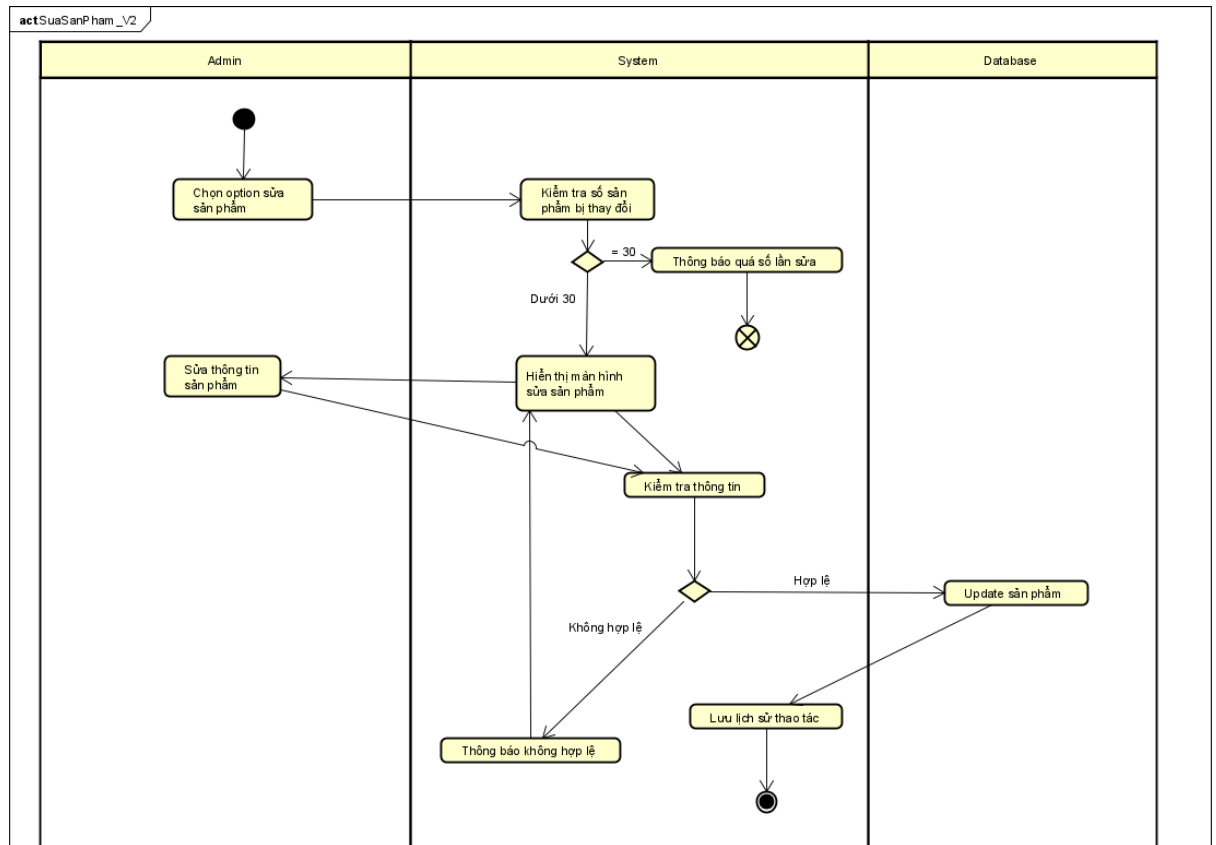 act SuaSanPham_V2
Admin
System
Database
Chọn option sửa
sản phẩm
Kiểm tra số sản
phẩm bị thay đổi
= 30
Thông báo quá số lần sửa
Dưới 30
Sửa thông tin
sản phẩm
Hiển thị màn hình
sửa sản phẩm
Kiểm tra thông tin
Hợp lệ
Update sản phẩm
Không hợp lệ
Lưu lịch sử thao tác
Thông báo không hợp lệ